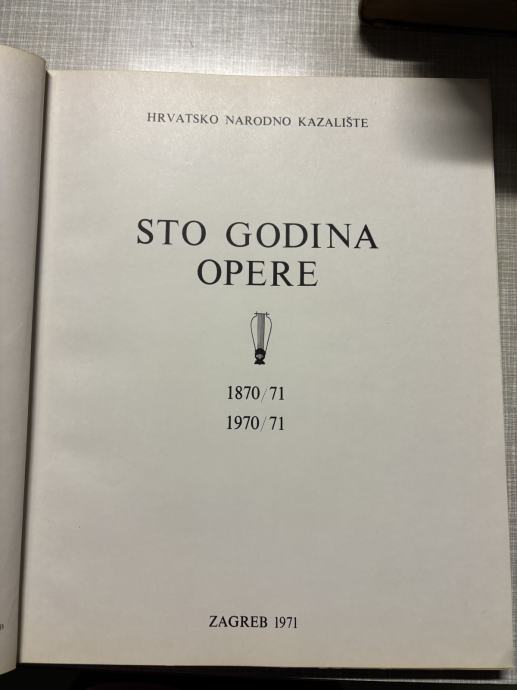 HRVATSKO NARODNO KAZALIŠTE
STO GODINA
OPERE
1870/71
1970/71
ZAGREB 1971